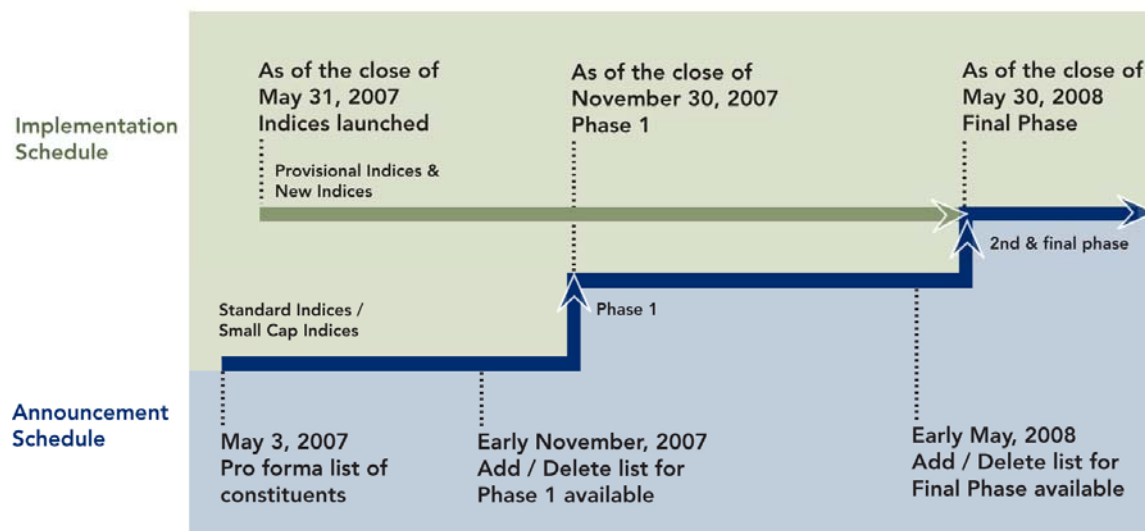 As of the close of
May 31, 2007
Indices launched
As of the close of
November 30, 2007
Phase 1
As of the close of
May 30, 2008
Final Phase
Implementation
Schedule
Provisional Indices &
New Indices
2nd & final phase
Standard Indices /
Small Cap Indices
Phase 1
Announcement
Schedule
May 3, 2007
Pro forma list of
constituents
Early November, 2007
Add / Delete list for
Phase 1 available
Early May, 2008
Add / Delete list for
Final Phase available